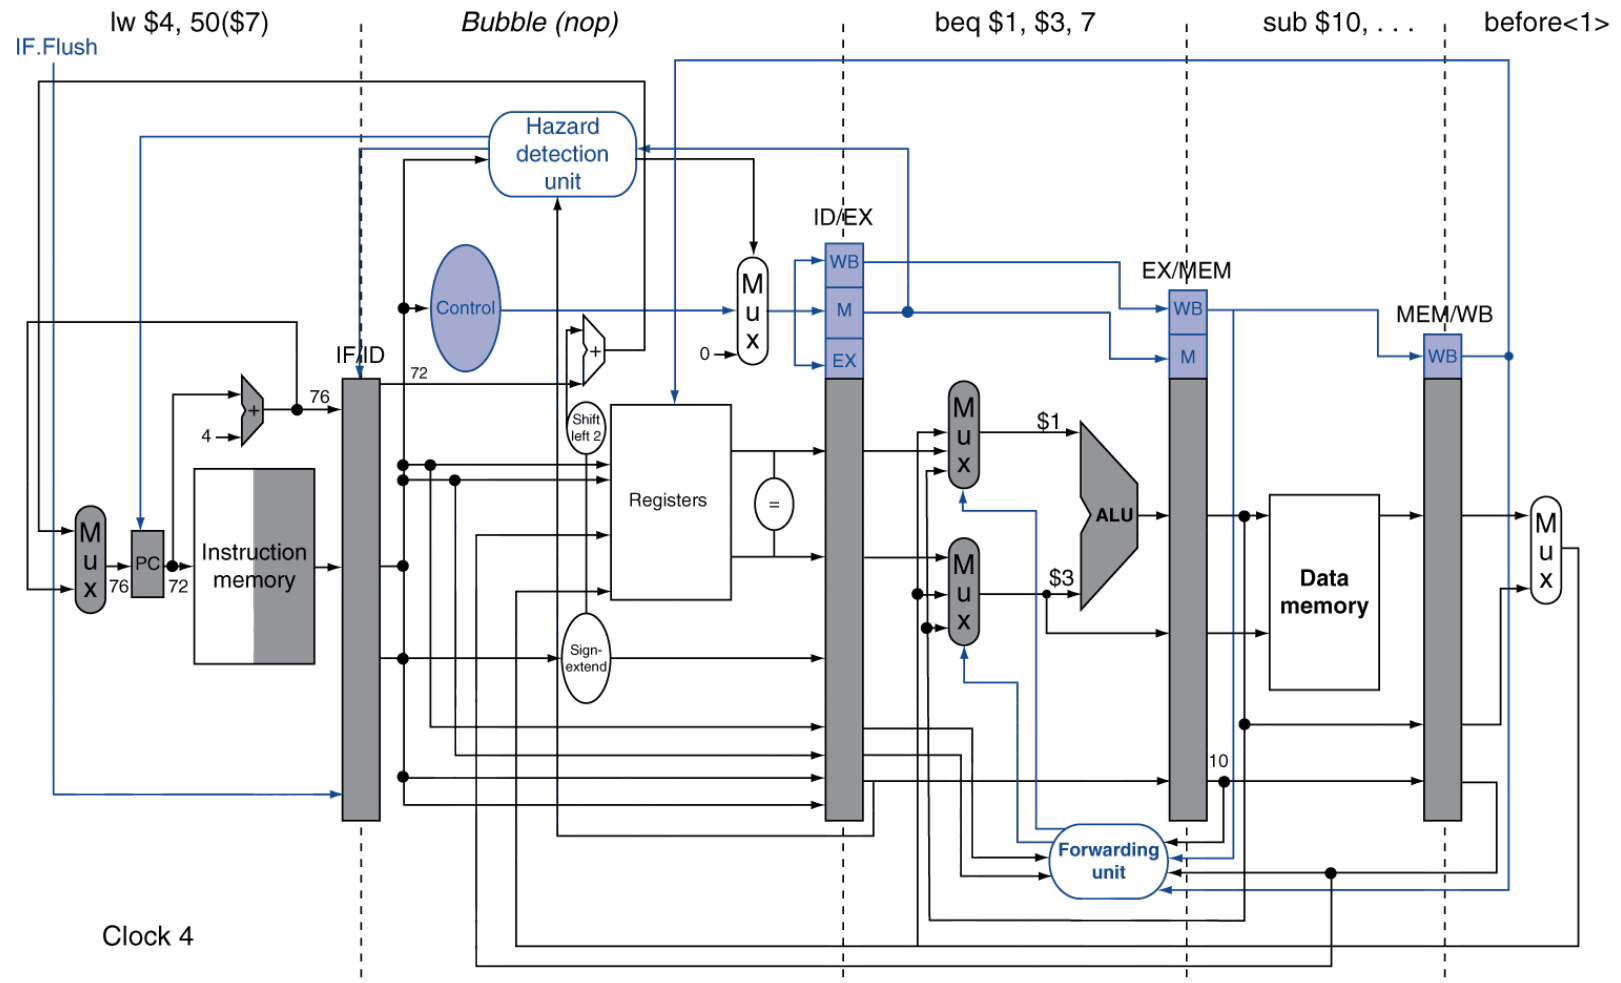 lw $4, 50($7)
Bubble (nop)
beq $1, $3, 7
sub $10, . . .
before<1>
IF.Flush
Hazard
detection
unit
ID/EX
WB
EX/MEM
Control
M
u
x
M
WB
MEM/WB
0
+
EX
M
WB
IF/ID
72
4
+
76
Shift
left 2
M
u
x
$1
Registers
=
ALU
M
u
x
76
PC
72
Instruction
memory
M
u
x
$3
Data
memory
M
u
x
Sign-
extend
10
Forwarding
unit
Clock 4